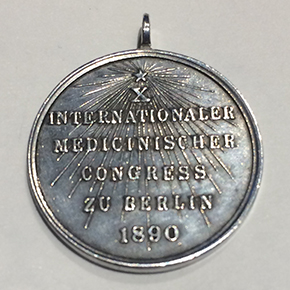 X.
INTERNATIONALER
MEDICINISCHER
CONGRESS
ZU BERLIN
1890